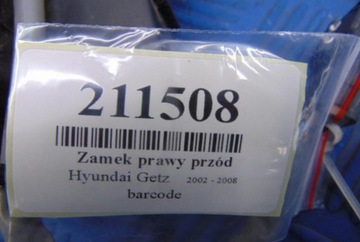 211508
Zamek prawy przód
Hyundai Getz 2002 - 2008
barcode